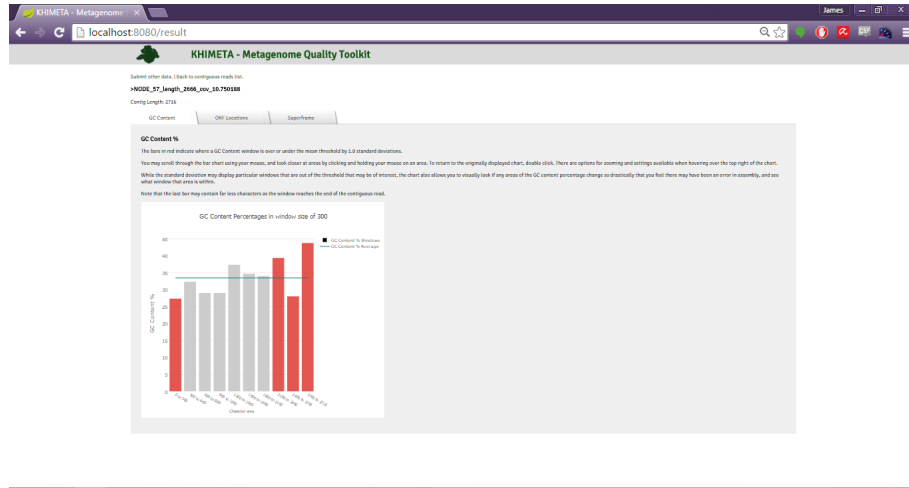 KHIMETA - Metagenome
James
localhost:8080/result
KHIMETA - Metagenome Quality Toolkit
Submit other data. | Back to contiguous reads list.
>NODE_57_length_2666_cov_10.750188
Contig Length: 2716
GC Content
ORF Locations
Superframe
GC Content %
The bars in red indicate where a GC Content window is over or under the mean threshold by 1.0 standard deviations.
You may scroll through the bar chart using your mouse, and look closer at areas by clicking and holding your mouse on an area. To return to the originally displayed chart, double click. There are options for zooming and settings available when hovering over the top right of the chart.
While the standard deviation may display particular windows that are out of the threshold that may be of interest, the chart also allows you to visually look if any areas of the GC content percentage change so drastically that you feel there may have been an error in assembly, and see
what window that area is within.
Note that the last bar may contain far less characters as the window reaches the end of the contiguous read.
GC Content Percentages in window size of 300
GC Content % Windows
GC Content % Average
GC Content %
40
35
30
25
20
15
10
5
0
Character area